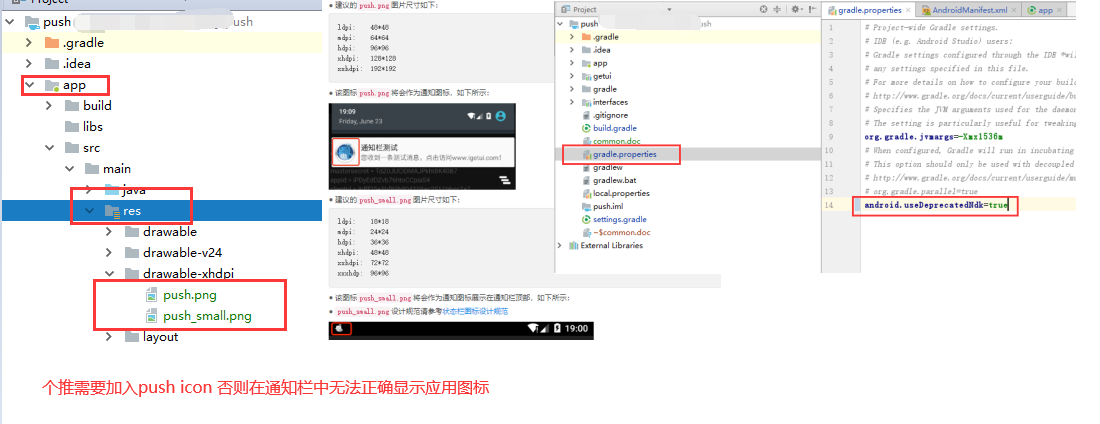 Project
push
push
.gradle
.idea
app
build
libs
src
main
java
res
drawable
drawable-v24
drawable-xhdpi
push.png
push_small.png
layout
个推需要加入push icon 否则在通知栏中无法正确显示应用图标
建议的 push.png 图片尺寸如下:
ldpi: 48*48
mdpi: 64*64
hdpi: 96*96
xhdpi: 128*128
xxhdpi: 192*192
该图标 push.png 将会作为通知图标, 如下所示:
19:09
Friday, June 23
通知栏测试
您收到一条测试消息, 点击访问www.igetui.com!
建议的 push_small.png 图片尺寸如下:
ldpi: 18*18
mdpi: 24*24
hdpi: 36*36
xhdpi: 48*48
xxhdpi: 72*72
xxxhdp: 96*96
该图标 push_small.png 将会作为通知图标展示在通知栏顶部, 如下所示:
push_small.png 设计规范请参考状态栏图标设计规范
19:00
Project
push
ush
.gradle
.idea
app
getui
gradle
interfaces
.gitignore
build.gradle
common.doc
gradle.properties
gradlew
gradlew.bat
local.properties
push.iml
settings.gradle
~$common.doc
External Libraries
gradle.properties
AndroidManifest.xml
app
1 # Project-wide Gradle settings.
2 # IDE (e.g. Android Studio) users:
3 # Gradle settings configured through the IDE *wil
4 # any settings specified in this file.
5 # For more details on how to configure your build
6 # http://www.gradle.org/docs/current/userguide/bu
7 # Specifies the JVM arguments used for the daemon
8 # The setting is particularly useful for tweaking
9 org.gradle.jvmargs=-Xmx1536m
10 # When configured, Gradle will run in incubating
11 # This option should only be used with decoupled
12 # http://www.gradle.org/docs/current/userguide/mu
13 # org.gradle.parallel=true
14 android.useDeprecatedNdk=true